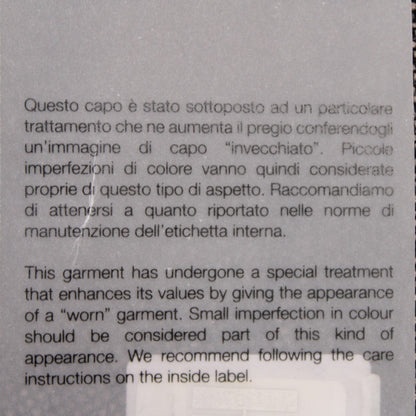 Questo capo è stato sottoposto ad un particolare
trattamento che ne aumenta il pregio conferendogli
un'immagine di capo "invecchiato". Piccole
imperfezioni di colore vanno quindi considerate
proprie di questo tipo di aspetto. Raccomandiamo
di attenersi a quanto riportato nelle norme di
manutenzione dell'etichetta interna.
This garment has undergone a special treatment
that enhances its values by giving the appearance
of a "worn" garment. Small imperfection in colour
should be considered part of this kind of
appearance. We recommend following the care
instructions on the inside label.